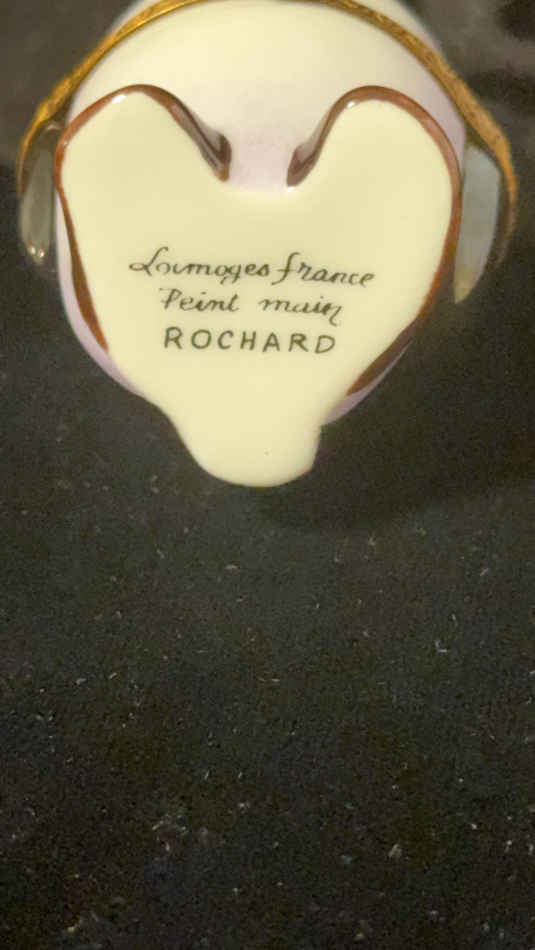 Limoges france
Peint main
ROCHARD